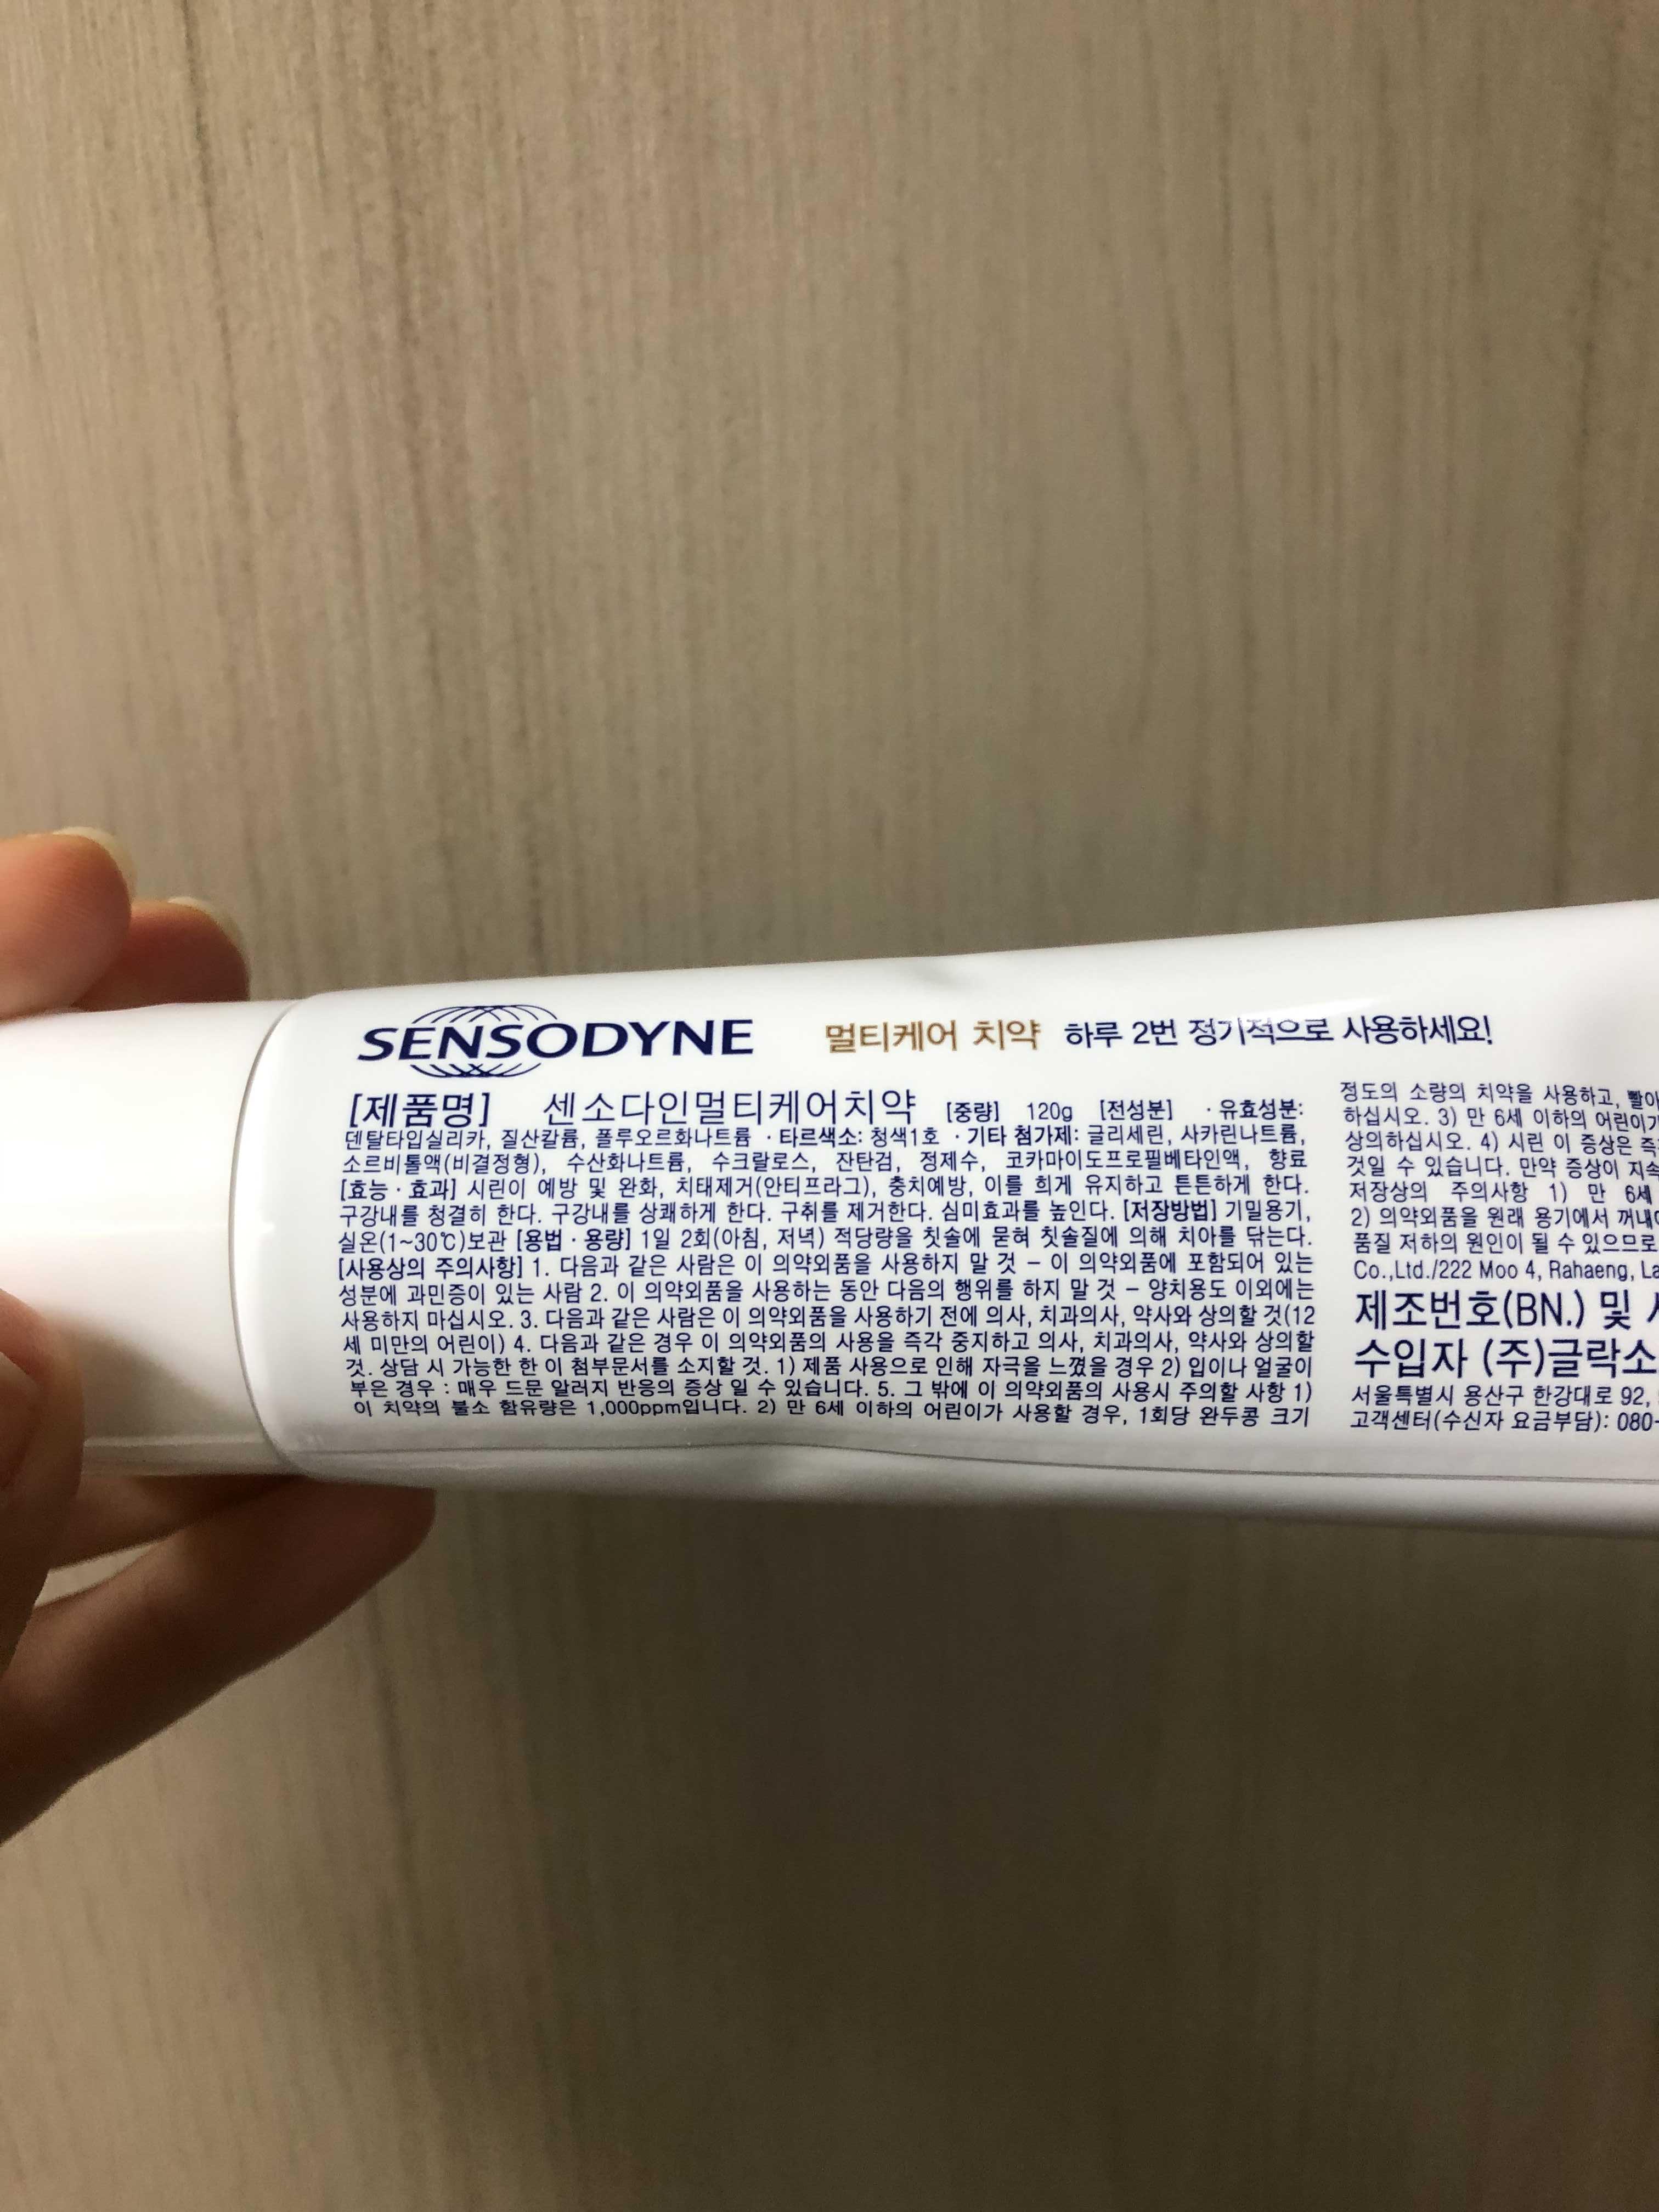 SENSODYNE 멀티케어 치약 하루 2번 정기적으로 사용하세요!
[제품명] 센소다인멀티케어치약 [중량] 120g [전성분] · 유효성분:
덴탈타입실리카, 질산칼륨, 플루오르화나트륨 · 타르색소: 청색1호 · 기타 첨가제: 글리세린, 사카린나트륨,
소르비톨액(비결정형), 수산화나트륨, 수크랄로스, 잔탄검, 정제수, 코카마이도프로필베타인액, 향료
[효능 · 효과] 시린이 예방 및 완화, 치태제거(안티프라그), 충치예방, 이를 희게 유지하고 튼튼하게 한다.
구강내를 청결히 한다. 구강내를 상쾌하게 한다. 구취를 제거한다. 심미효과를 높인다. [저장방법] 기밀용기,
실온(1~30℃)보관 [용법 · 용량] 1일 2회(아침, 저녁) 적당량을 칫솔에 묻혀 칫솔질에 의해 치아를 닦는다.
[사용상의 주의사항] 1. 다음과 같은 사람은 이 의약외품을 사용하지 말 것 – 이 의약외품에 포함되어 있는
성분에 과민증이 있는 사람 2. 이 의약외품을 사용하는 동안 다음의 행위를 하지 말 것 – 양치용도 이외에는
사용하지 마십시오. 3. 다음과 같은 사람은 이 의약외품을 사용하기 전에 의사, 치과의사, 약사와 상의할 것(12
세 미만의 어린이) 4. 다음과 같은 경우 이 의약외품의 사용을 즉각 중지하고 의사, 치과의사, 약사와 상의할
것. 상담 시 가능한 한 이 첨부문서를 소지할 것. 1) 제품 사용으로 인해 자극을 느꼈을 경우 2) 입이나 얼굴이
부은 경우 : 매우 드문 알러지 반응의 증상 일 수 있습니다. 5. 그 밖에 이 의약외품의 사용시 주의할 사항 1)
이 치약의 불소 함유량은 1,000ppm입니다. 2) 만 6세 이하의 어린이가 사용할 경우, 1회당 완두콩 크기
정도의 소량의 치약을 사용하고, 빨아
하십시오. 3) 만 6세 이하의 어린이가
상의하십시오. 4) 시린 이 증상은 즉
것일 수 있습니다. 만약 증상이 지속
저장상의 주의사항 1) 만 6세
2) 의약외품을 원래 용기에서 꺼내어
품질 저하의 원인이 될 수 있으므로
Co.,Ltd./222 Moo 4, Rahaeng, La
제조번호(BN.) 및
수입자 (주)글락소
서울특별시 용산구 한강대로 92,
고객센터(수신자 요금부담): 080-